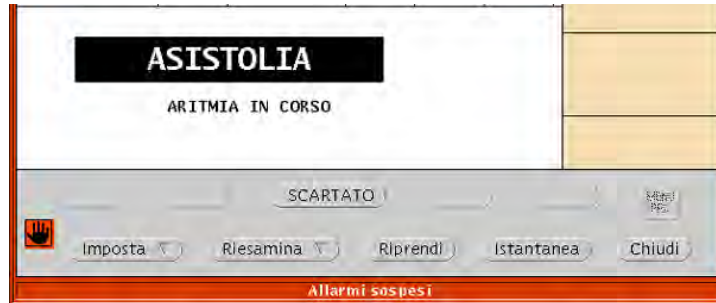 ASISTOLIA
ARITMIA IN CORSO
SCARTATO
Imposta Riesamina Riprendi Istantanea Chiudi
Allarmi sospesi